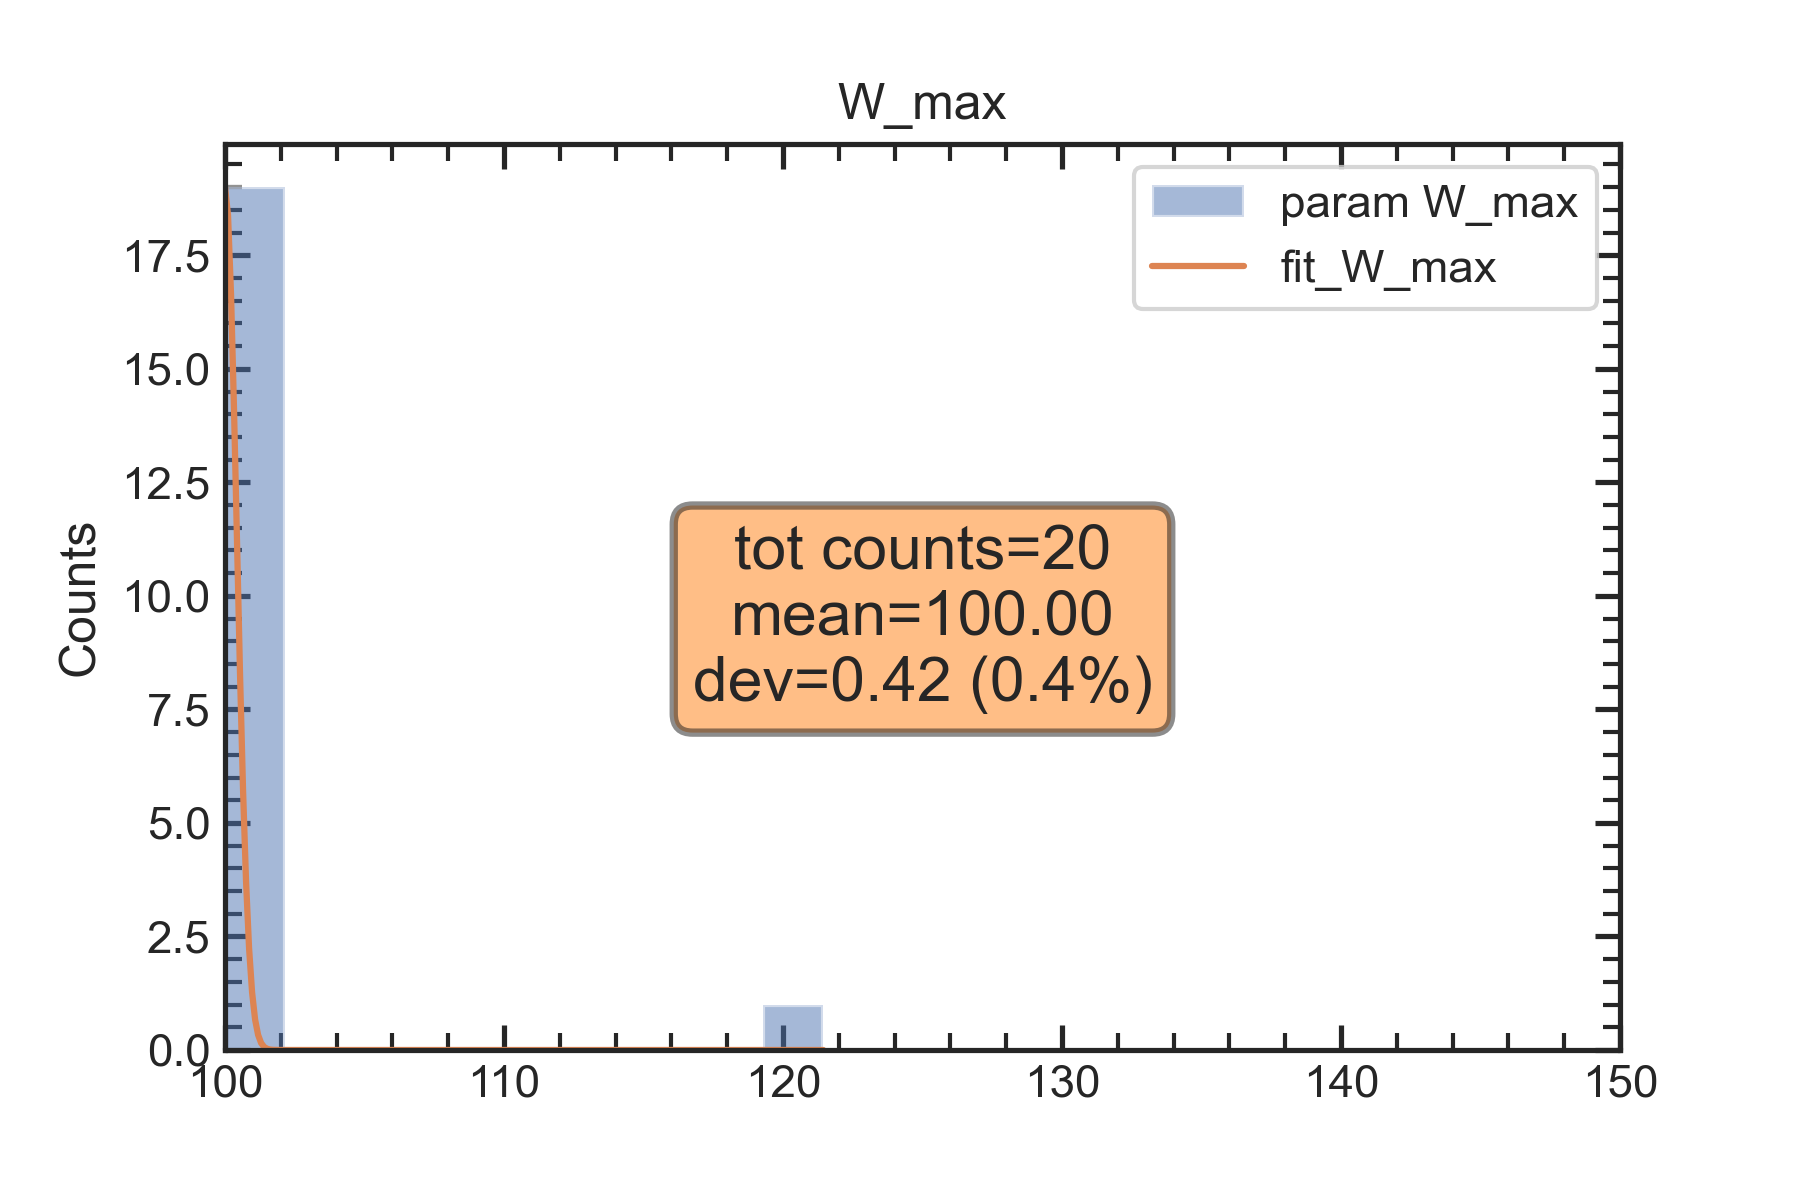 W_max
param W_max
fit_W_max
Counts
17.5
15.0
12.5
10.0
7.5
5.0
2.5
0.0
tot counts=20
mean=100.00
dev=0.42 (0.4%)
100 110 120 130 140 150